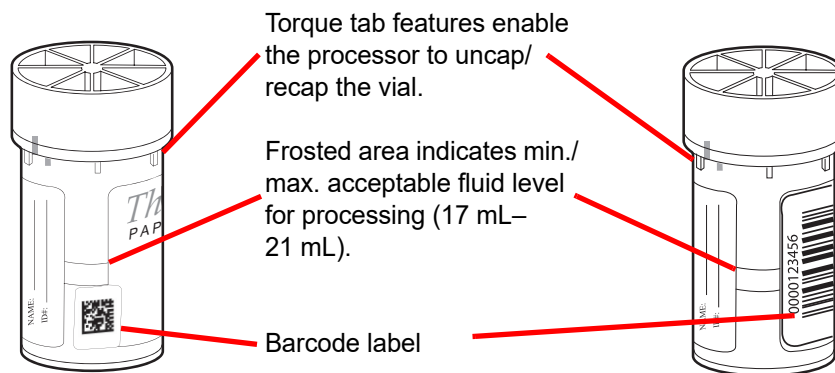 Torque tab features enable
the processor to uncap/
recap the vial.
Frosted area indicates min./
max. acceptable fluid level
for processing (17 mL–
21 mL).
Barcode label
Th
PAP
NAME:
ID#:
NAME:
ID#:
0000123456